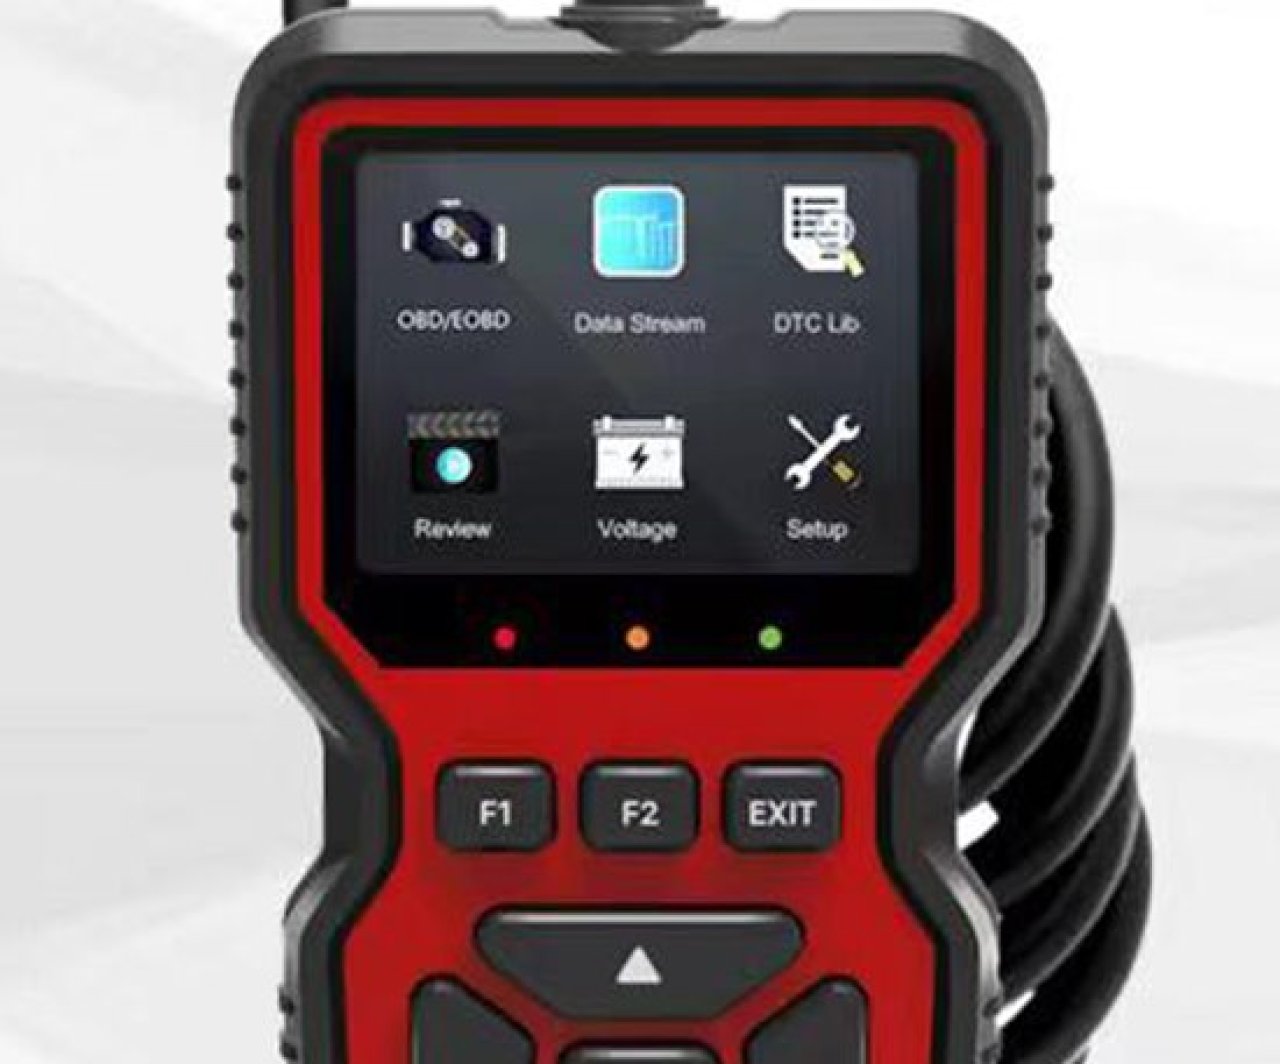 OBD/EOBD
Data Stream
DTC Lib
Review
Voltage
Setup
F1
F2
EXIT